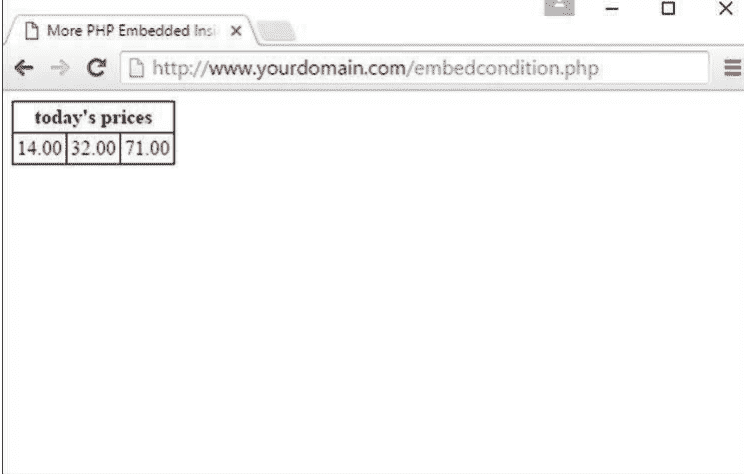 More PHP Embedded Insi
http://www.yourdomain.com/embedcondition.php
today's prices
14.00 32.00 71.00